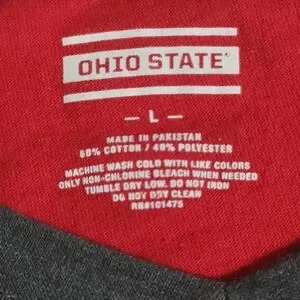 OHIO STATE
— L —
MADE IN PAKISTAN
60% COTTON / 40% POLYESTER
MACHINE WASH COLD WITH LIKE COLORS
ONLY NON-CHLORINE BLEACH WHEN NEEDED
TUMBLE DRY LOW. DO NOT IRON
DO NOT DRY CLEAN
RN#101475